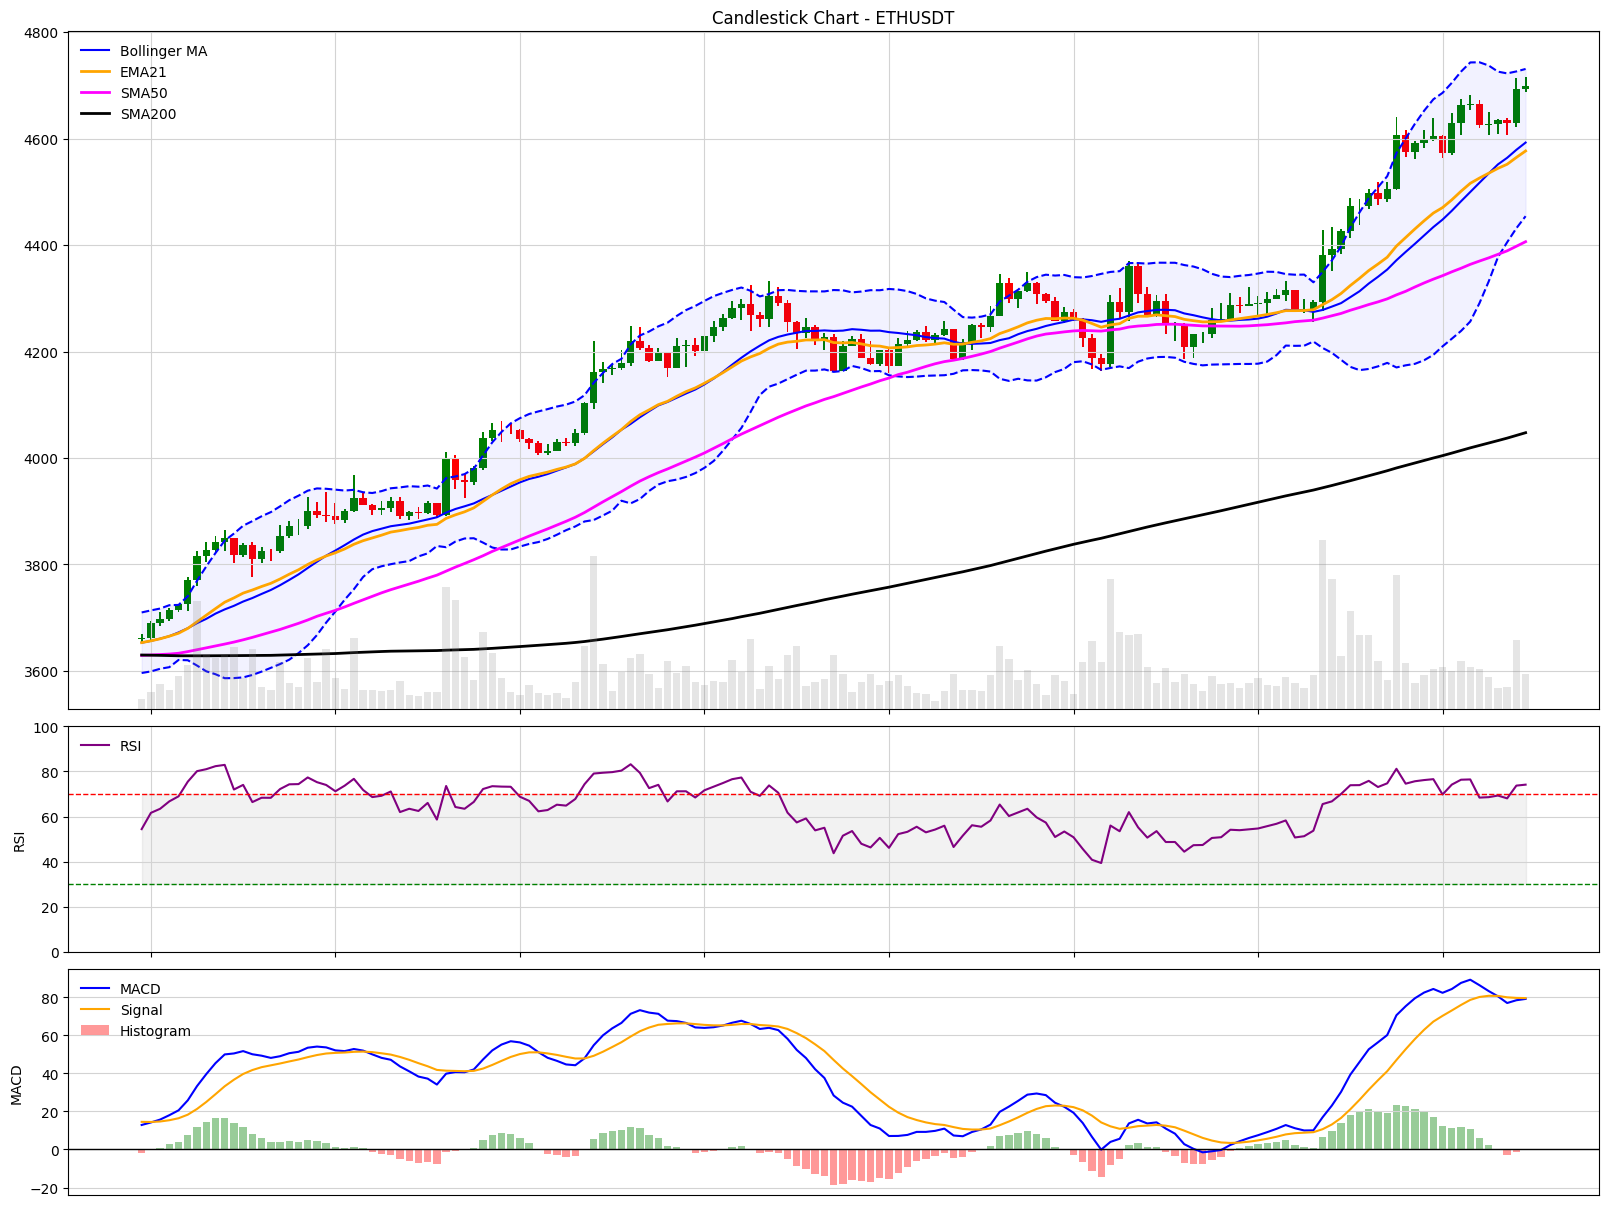 Candlestick Chart - ETHUSDT
4800
4600
4400
4200
4000
3800
3600
Bollinger MA
EMA21
SMA50
SMA200
100
80
60
40
20
0
RSI
RSI
80
60
40
20
0
−20
MACD
MACD
Signal
Histogram